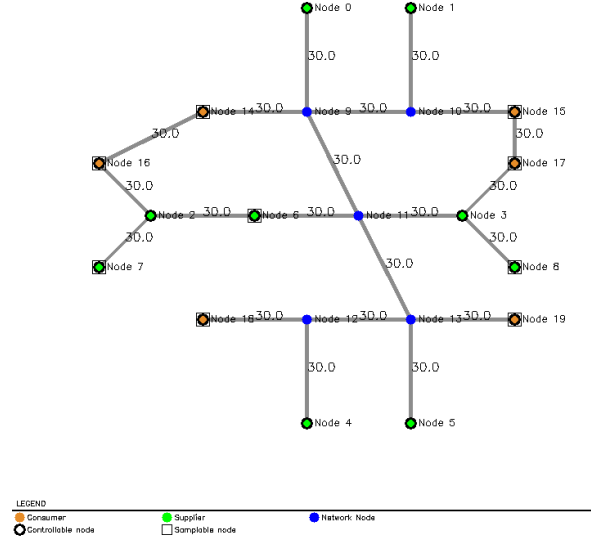 Node 0 Node 1
30.0 30.0
Node 14 30.0 Node 9 30.0 Node 10 30.0 Node 15
30.0 30.0
Node 16 30.0 Node 17
30.0 30.0
Node 2 30.0 Node 6 30.0 Node 11 30.0 Node 3
30.0 30.0
Node 7 30.0 Node 8
Node 18 30.0 Node 12 30.0 Node 13 30.0 Node 19
30.0 30.0
Node 4 Node 5
LEGEND
Consumer Supplier Network Node
Controllable node Samplable node